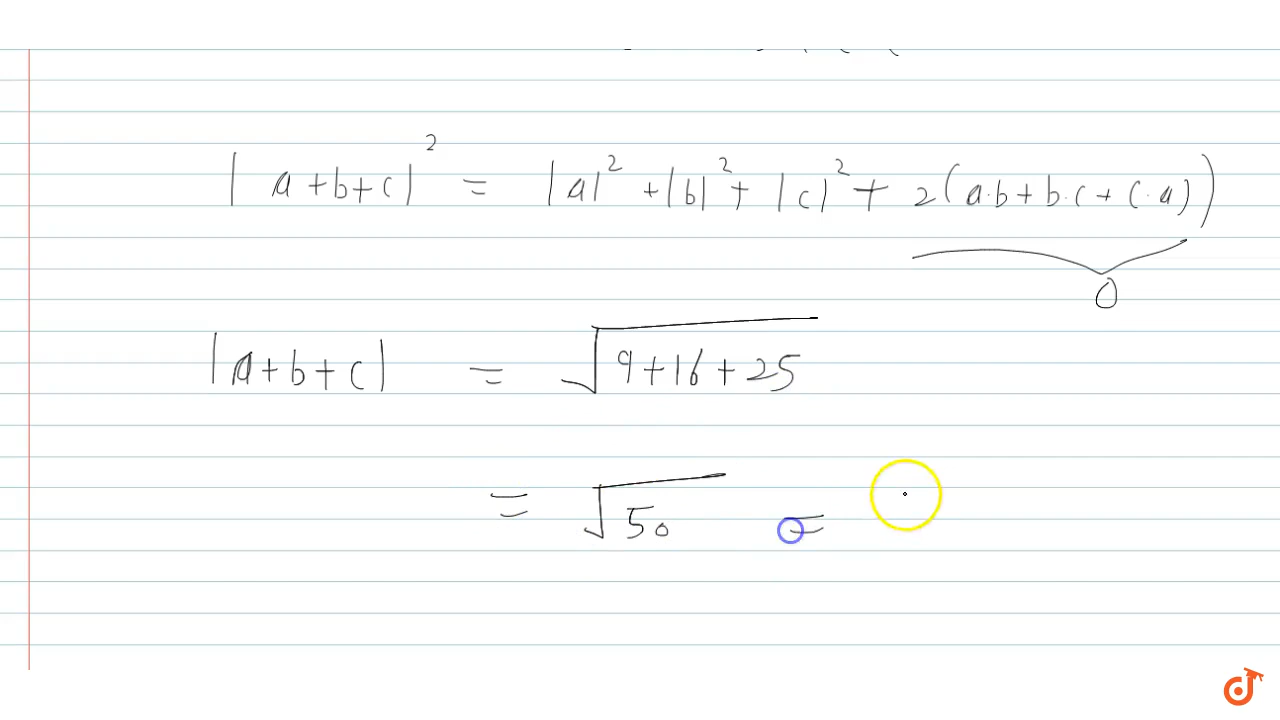 |a+b+c|² = |a|² + |b|² + |c|² + 2(a.b + b.c + c.a))
0
|a+b+c| = √9+16+25
= √50 =